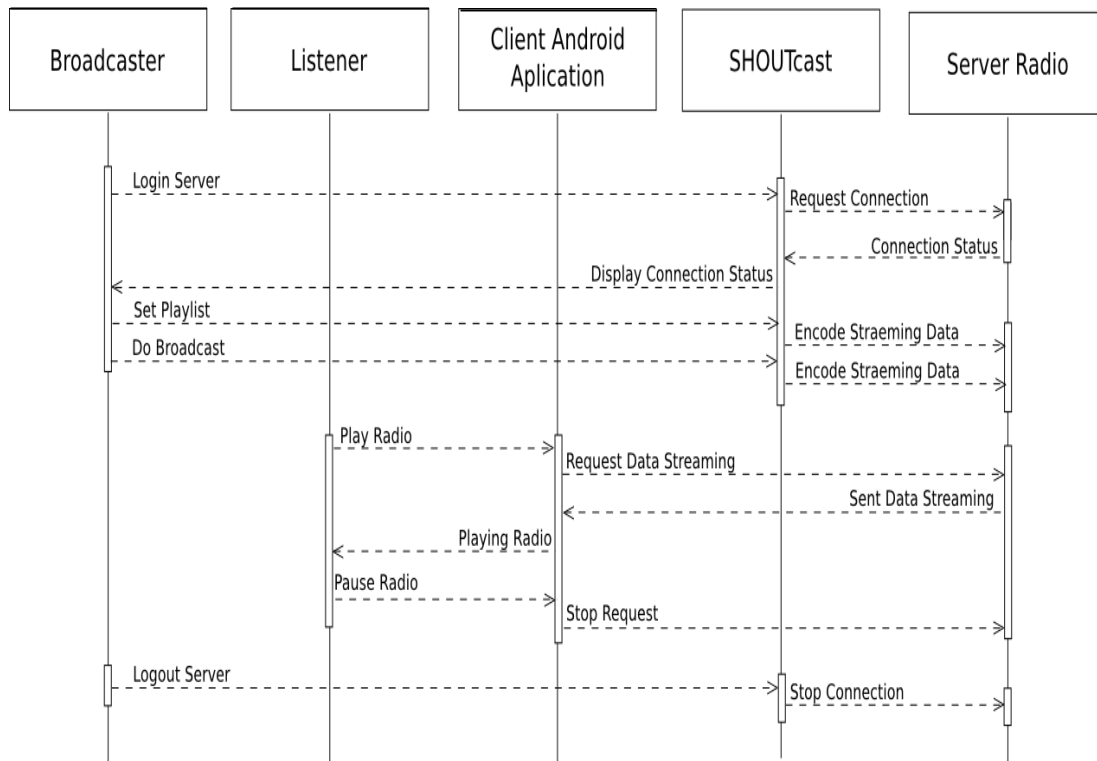 Broadcaster
Listener
Client Android
Aplication
SHOUTcast
Server Radio
Login Server
Request Connection
Connection Status
Display Connection Status
Set Playlist
Encode Straeming Data
Do Broadcast
Encode Straeming Data
Play Radio
Request Data Streaming
Sent Data Streaming
Playing Radio
Pause Radio
Stop Request
Logout Server
Stop Connection